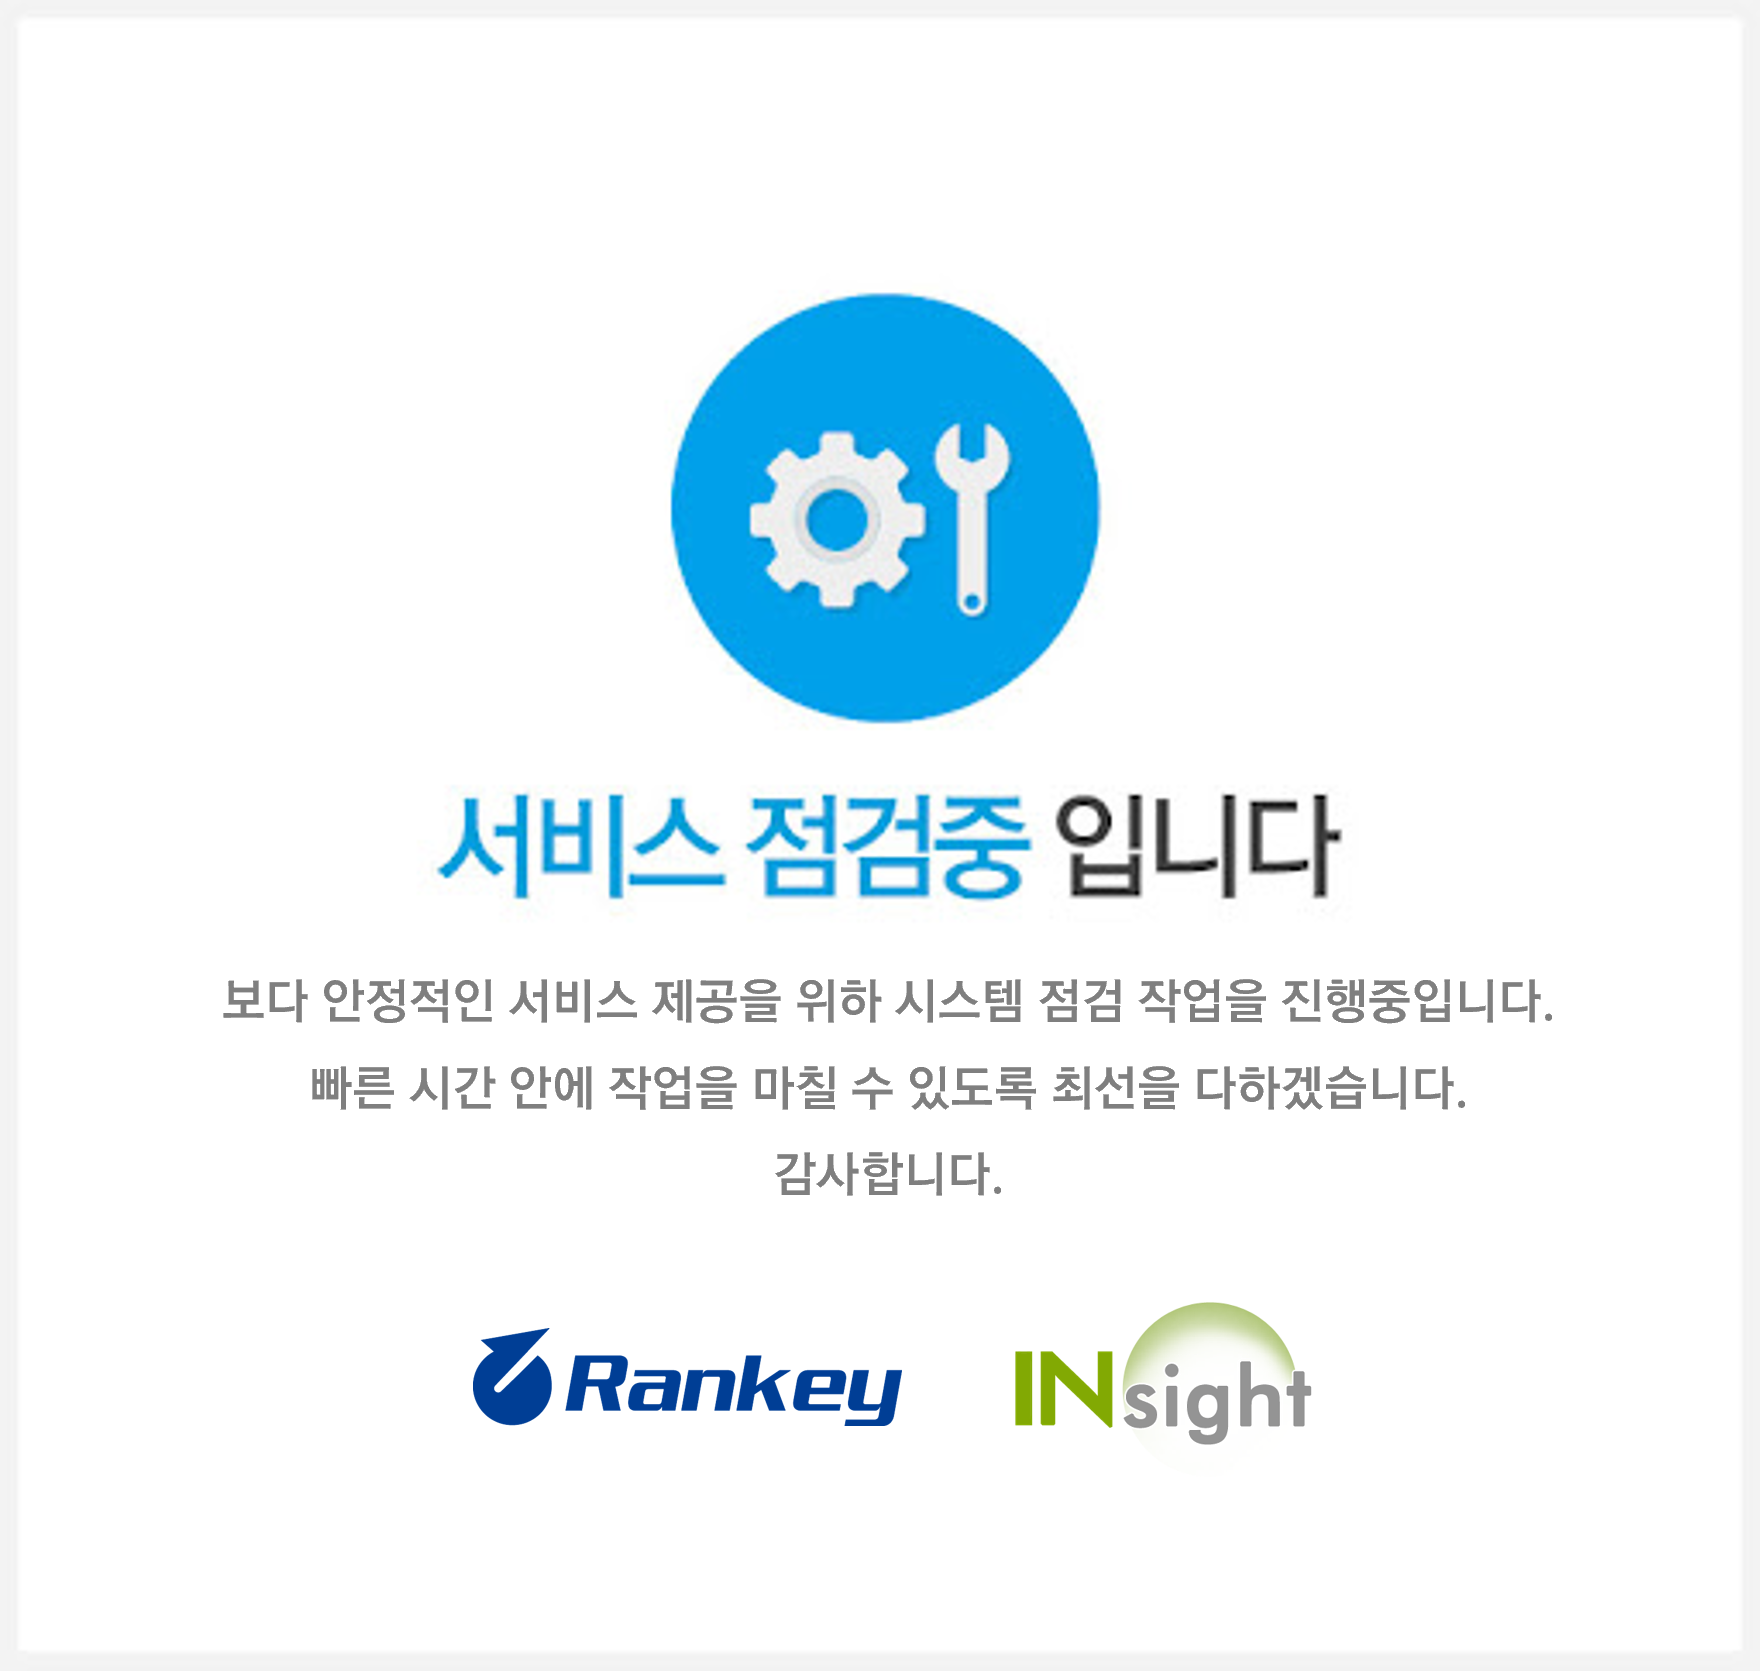 서비스 점검중 입니다
보다 안정적인 서비스 제공을 위하 시스템 점검 작업을 진행중입니다.
빠른 시간 안에 작업을 마칠 수 있도록 최선을 다하겠습니다.
감사합니다.
Rankey INsight